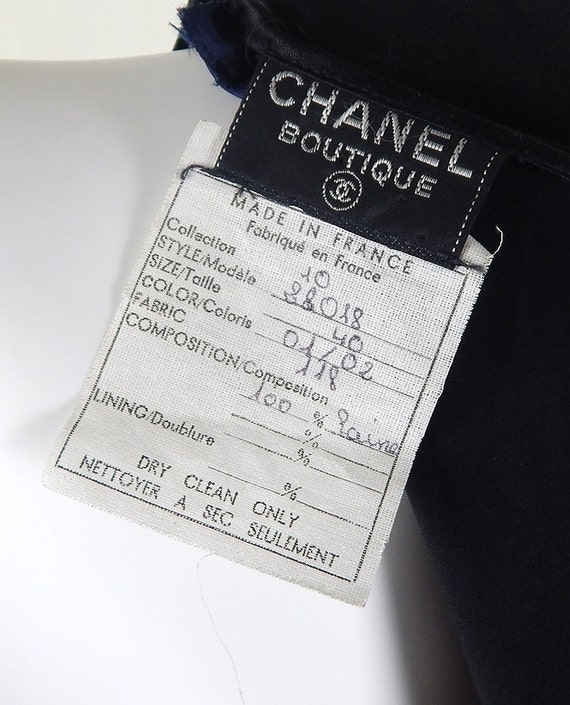 CHANEL
BOUTIQUE
MADE IN FRANCE
Fabriqué en France
Collection 10
STYLE/Modèle 38018
SIZE/Taille 40
COLOR/Coloris 01/02
FABRIC 118
COMPOSITION/Composition
100 % Laine
%
LINING/Doublure %
%
DRY CLEAN ONLY
NETTOYER A SEC SEULEMENT